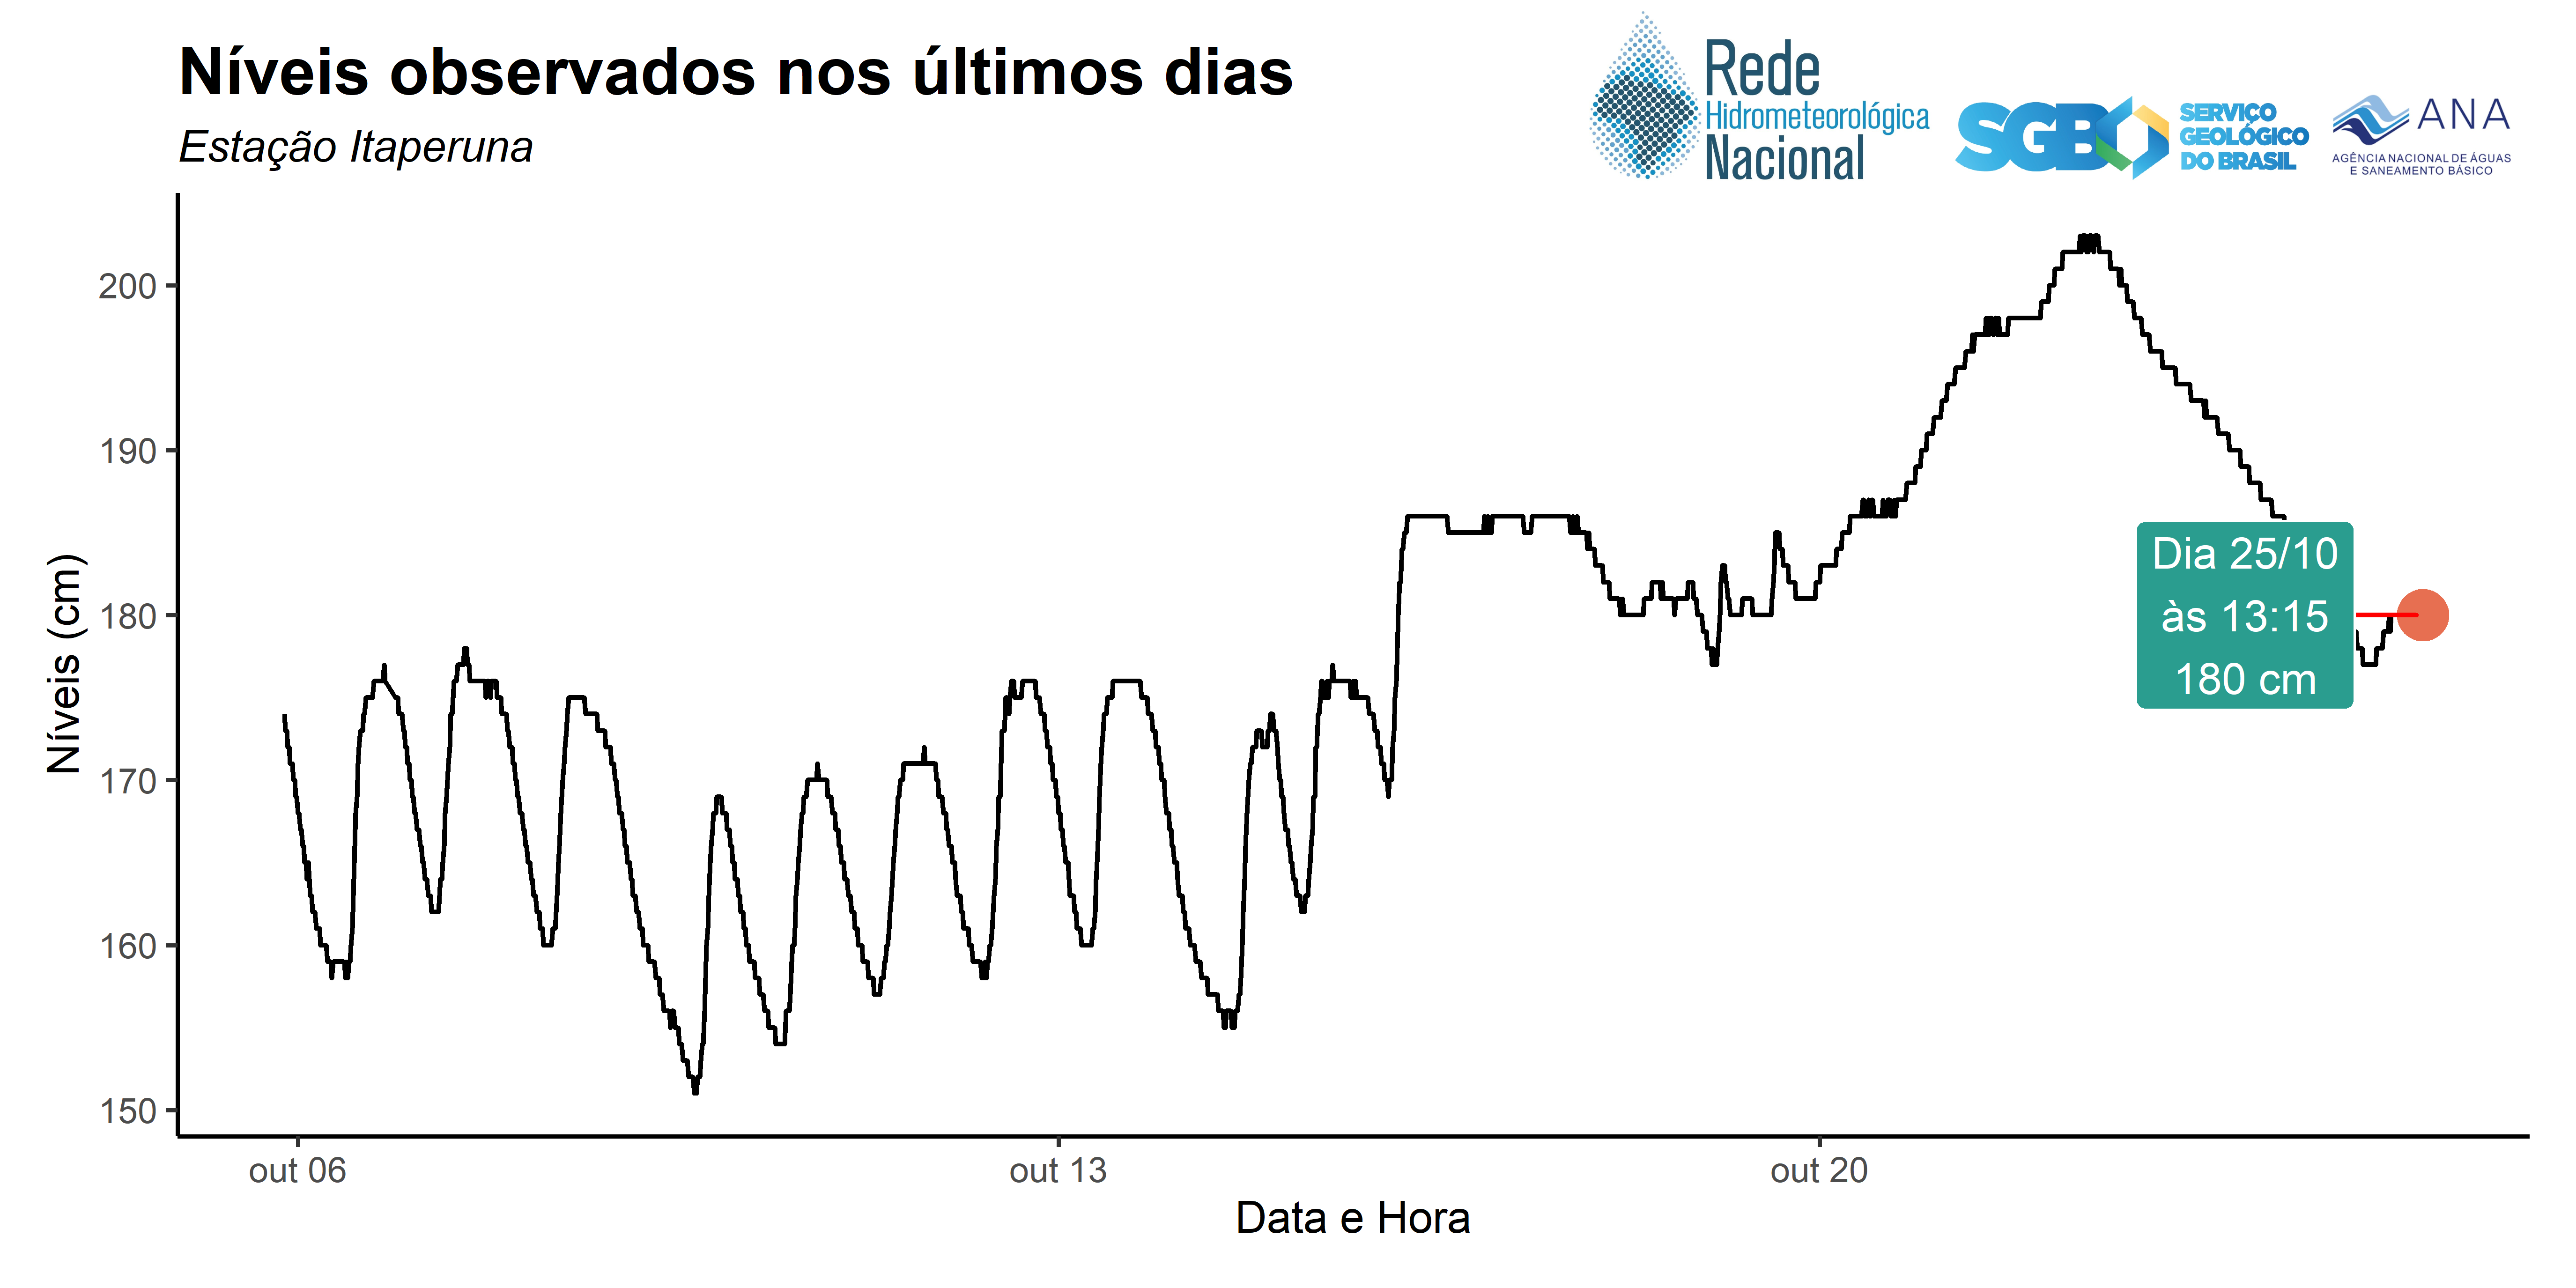 Níveis observados nos últimos dias
Estação Itaperuna
Rede
Hidrometeorológica
Nacional
SGB
SERVIÇO
GEOLÓGICO
DO BRASIL
ANA
AGÊNCIA NACIONAL DE ÁGUAS
E SANEAMENTO BÁSICO
Níveis (cm)
200
190
180
170
160
150
Dia 25/10
às 13:15
180 cm
out 06
out 13
out 20
Data e Hora